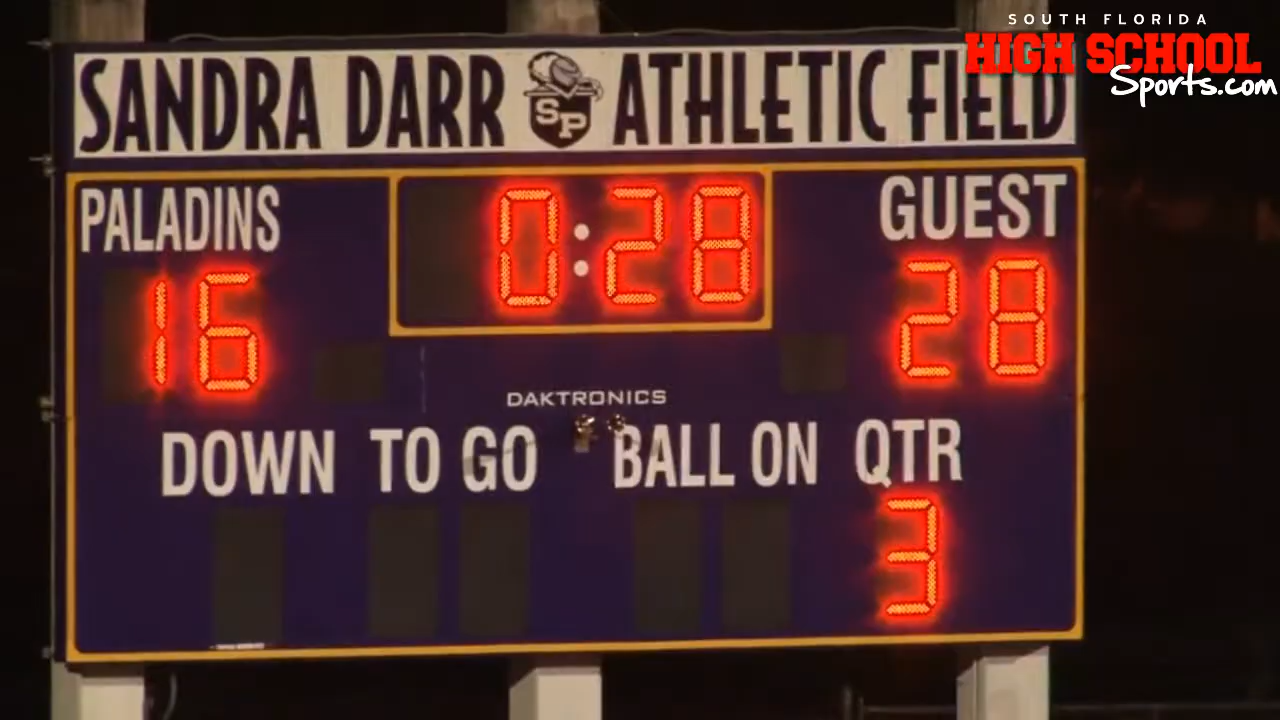 SOUTH FLORIDA
HIGH SCHOOL
Sports.com
SANDRA DARR SP ATHLETIC FIELD
PALADINS 0:28 GUEST
16 28
DAKTRONICS
DOWN TO GO BALL ON QTR
3